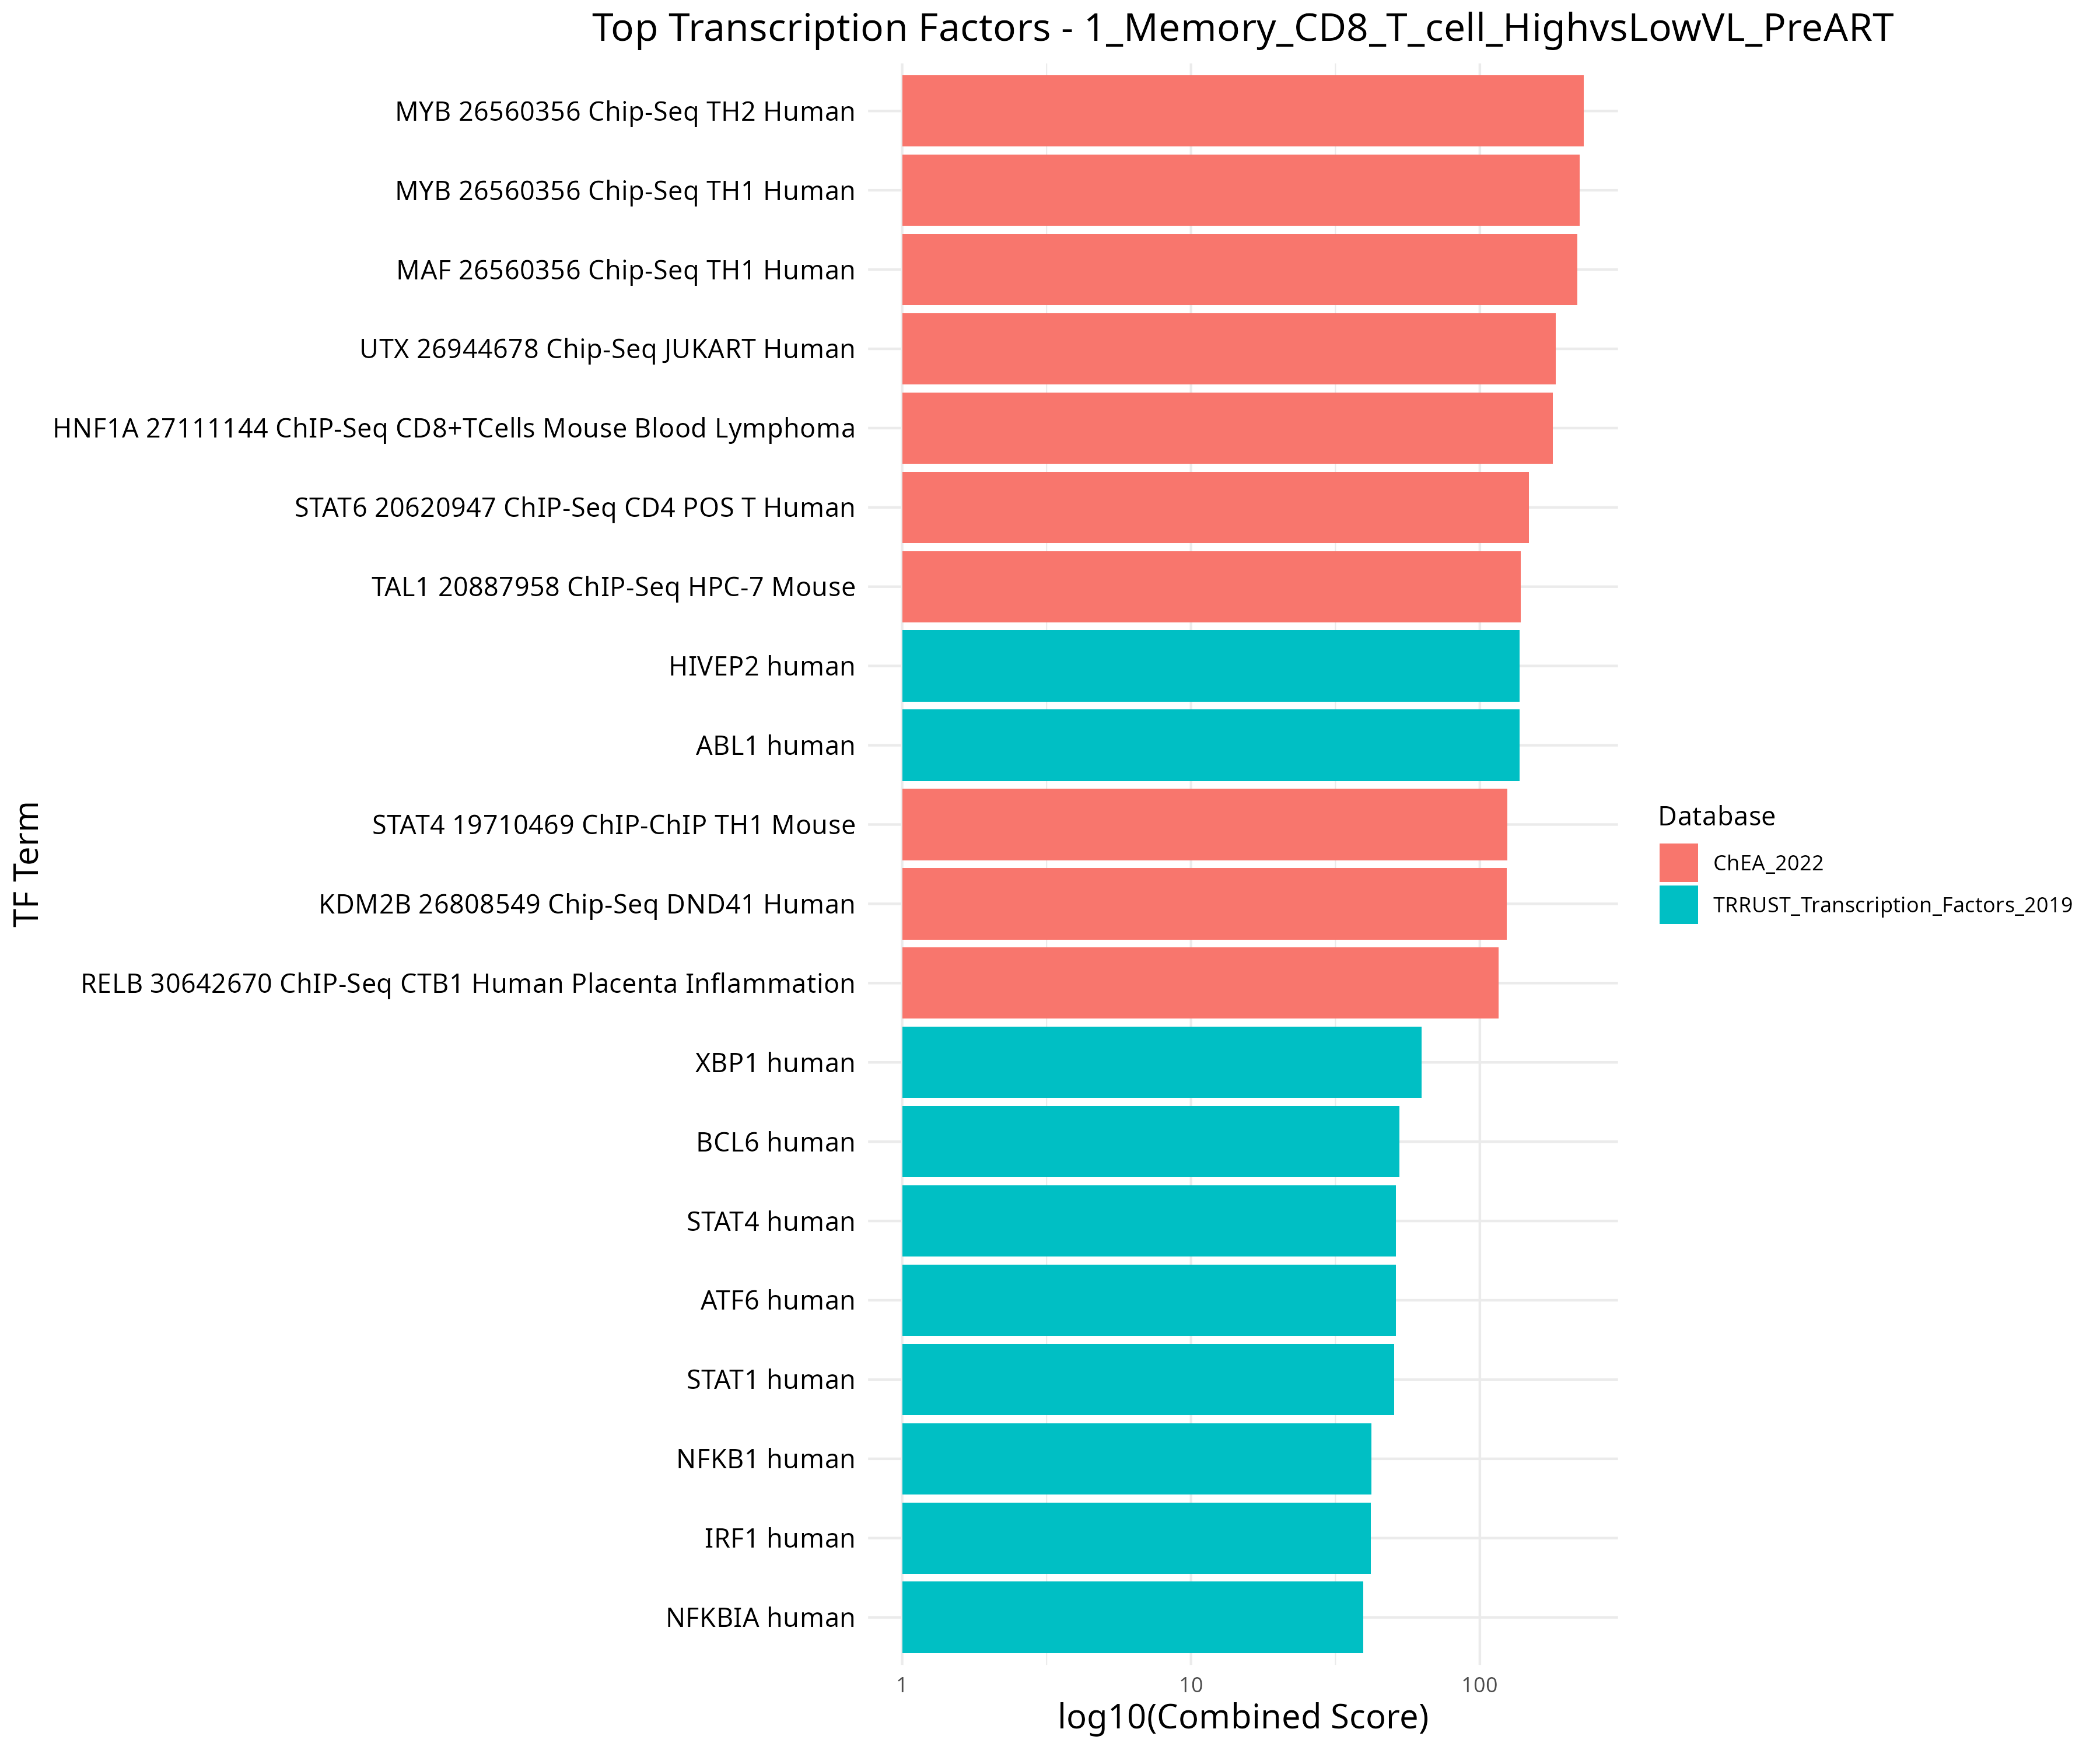 Top Transcription Factors - 1_Memory_CD8_T_cell_HighvsLowVL_PreART
MYB 26560356 Chip-Seq TH2 Human
MYB 26560356 Chip-Seq TH1 Human
MAF 26560356 Chip-Seq TH1 Human
UTX 26944678 Chip-Seq JUKART Human
HNF1A 27111144 ChIP-Seq CD8+TCells Mouse Blood Lymphoma
STAT6 20620947 ChIP-Seq CD4 POS T Human
TAL1 20887958 ChIP-Seq HPC-7 Mouse
HIVEP2 human
ABL1 human
STAT4 19710469 ChIP-ChIP TH1 Mouse
KDM2B 26808549 Chip-Seq DND41 Human
RELB 30642670 ChIP-Seq CTB1 Human Placenta Inflammation
XBP1 human
BCL6 human
STAT4 human
ATF6 human
STAT1 human
NFKB1 human
IRF1 human
NFKBIA human
TF Term
1 10 100
log10(Combined Score)
Database
ChEA_2022
TRRUST_Transcription_Factors_2019